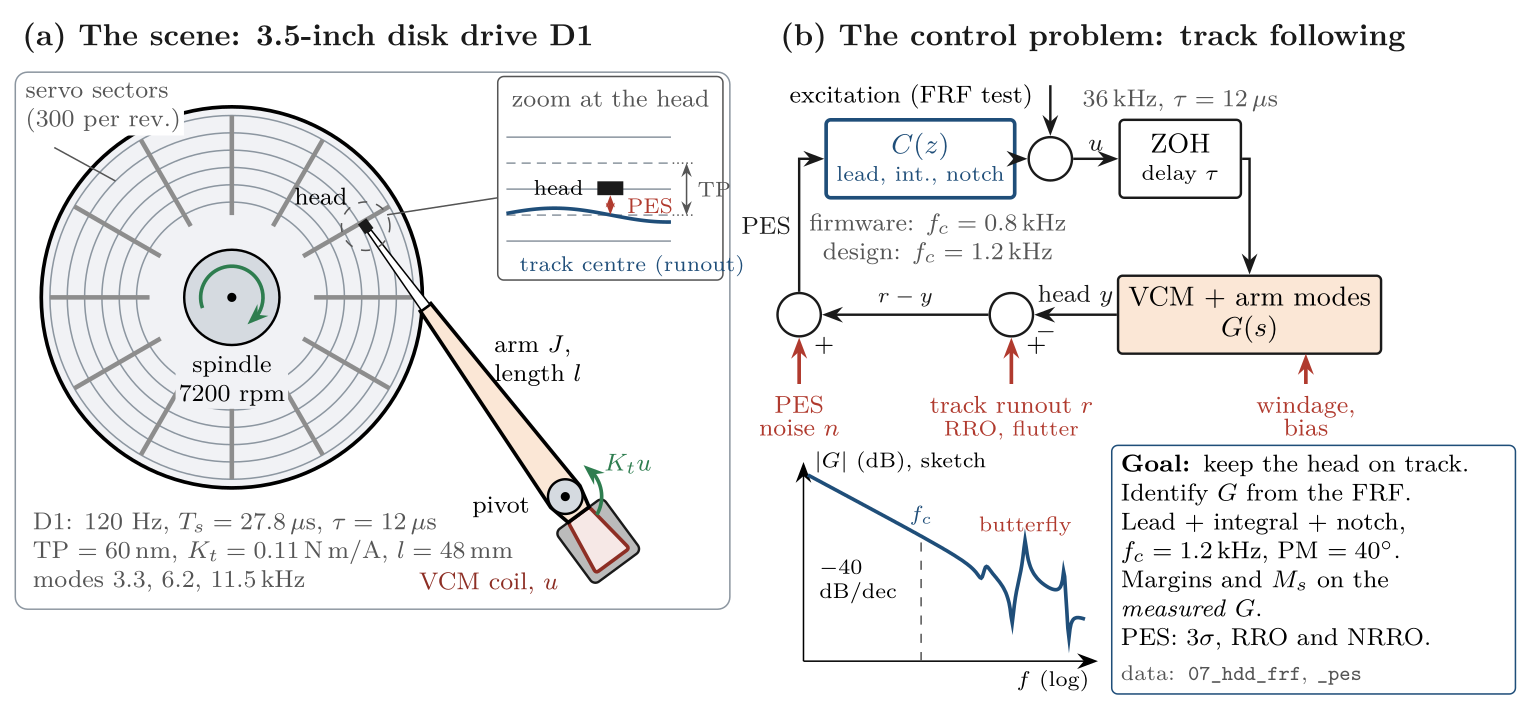 (a) The scene: 3.5-inch disk drive D1
servo sectors
(300 per rev.)
zoom at the head
head
TP
PES
track centre (runout)
head
spindle
7200 rpm
arm J,
length l
K_t u
pivot
VCM coil, u
D1: 120 Hz, T_s = 27.8 μs, τ = 12 μs
TP = 60 nm, K_t = 0.11 N m/A, l = 48 mm
modes 3.3, 6.2, 11.5 kHz
(b) The control problem: track following
excitation (FRF test)
36 kHz, τ = 12 μs
C(z)
lead, int., notch
u
ZOH
delay τ
PES
firmware: f_c = 0.8 kHz
design: f_c = 1.2 kHz
r − y
head y
VCM + arm modes
G(s)
+
−
+
PES
noise n
track runout r
RRO, flutter
windage,
bias
|G| (dB), sketch
f_c
butterfly
−40
dB/dec
f (log)
Goal: keep the head on track.
Identify G from the FRF.
Lead + integral + notch,
f_c = 1.2 kHz, PM = 40°.
Margins and M_s on the
measured G.
PES: 3σ, RRO and NRRO.
data: 07_hdd_frf, _pes